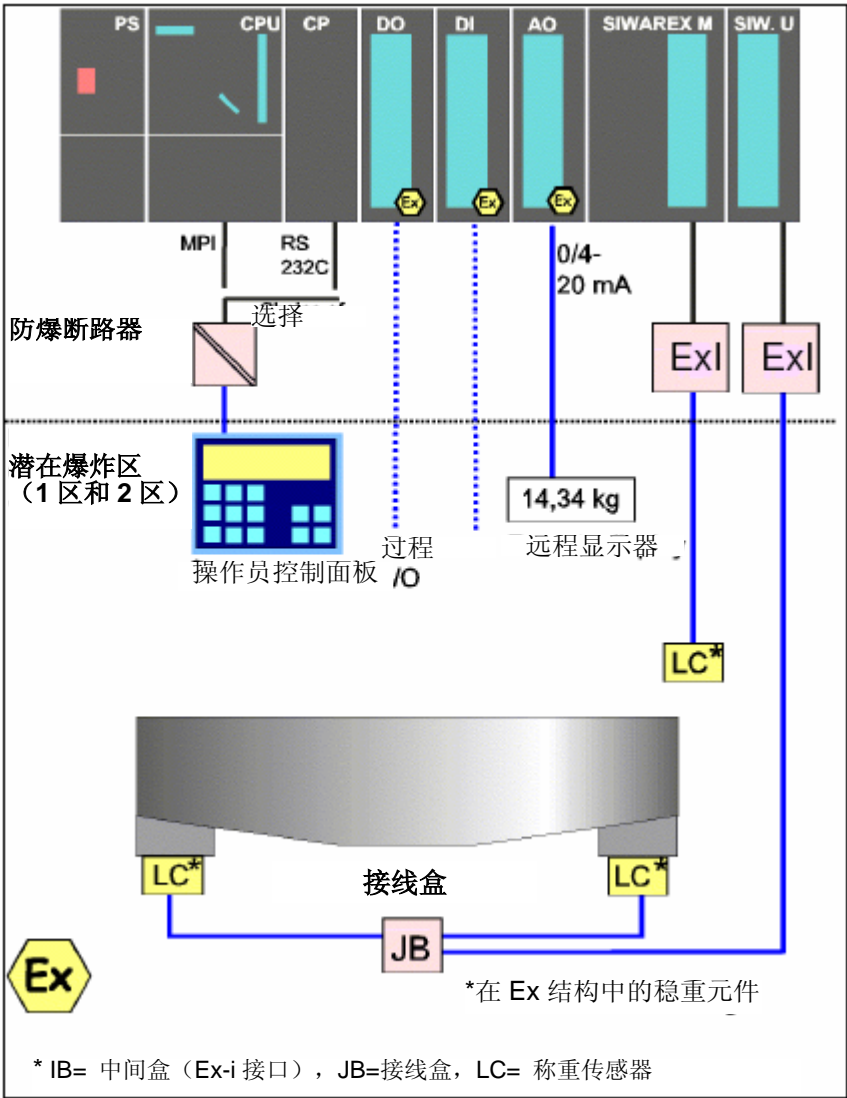 PS CPU CP DO DI AO SIWAREX M SIW. U
Ex Ex Ex
MPI
RS
232C
0/4-
20 mA
选择
防爆断路器
ExI ExI
潜在爆炸区
（1 区和 2 区）
14,34 kg
过程
/O
远程显示器
操作员控制面板
LC*
LC* LC*
接线盒
JB
Ex
*在 Ex 结构中的稳重元件
* IB= 中间盒（Ex-i 接口），JB=接线盒，LC= 称重传感器